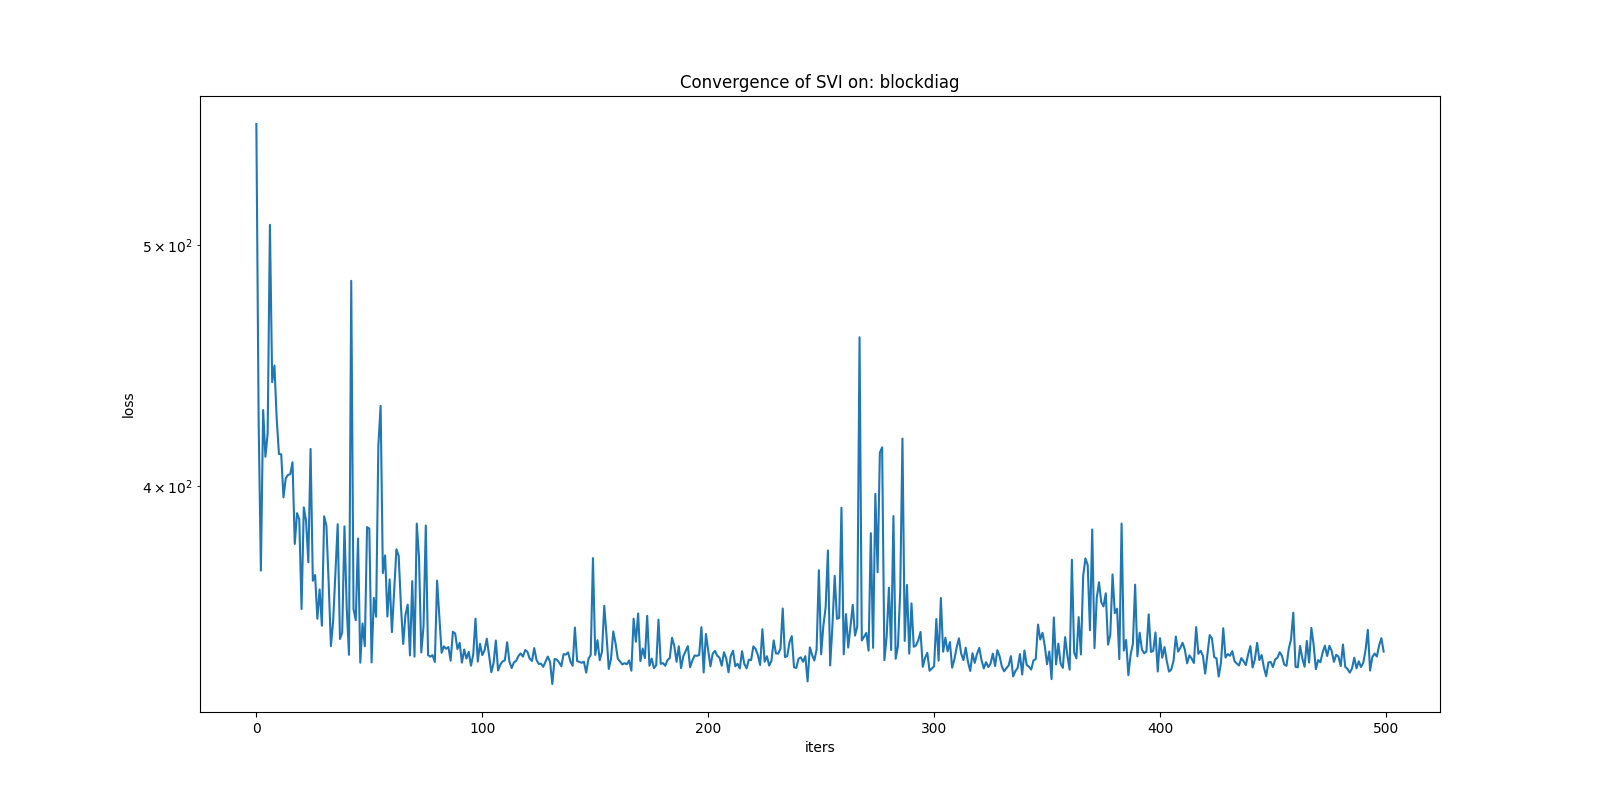 Convergence of SVI on: blockdiag
5 × 10²
4 × 10²
loss
0 100 200 300 400 500
iters